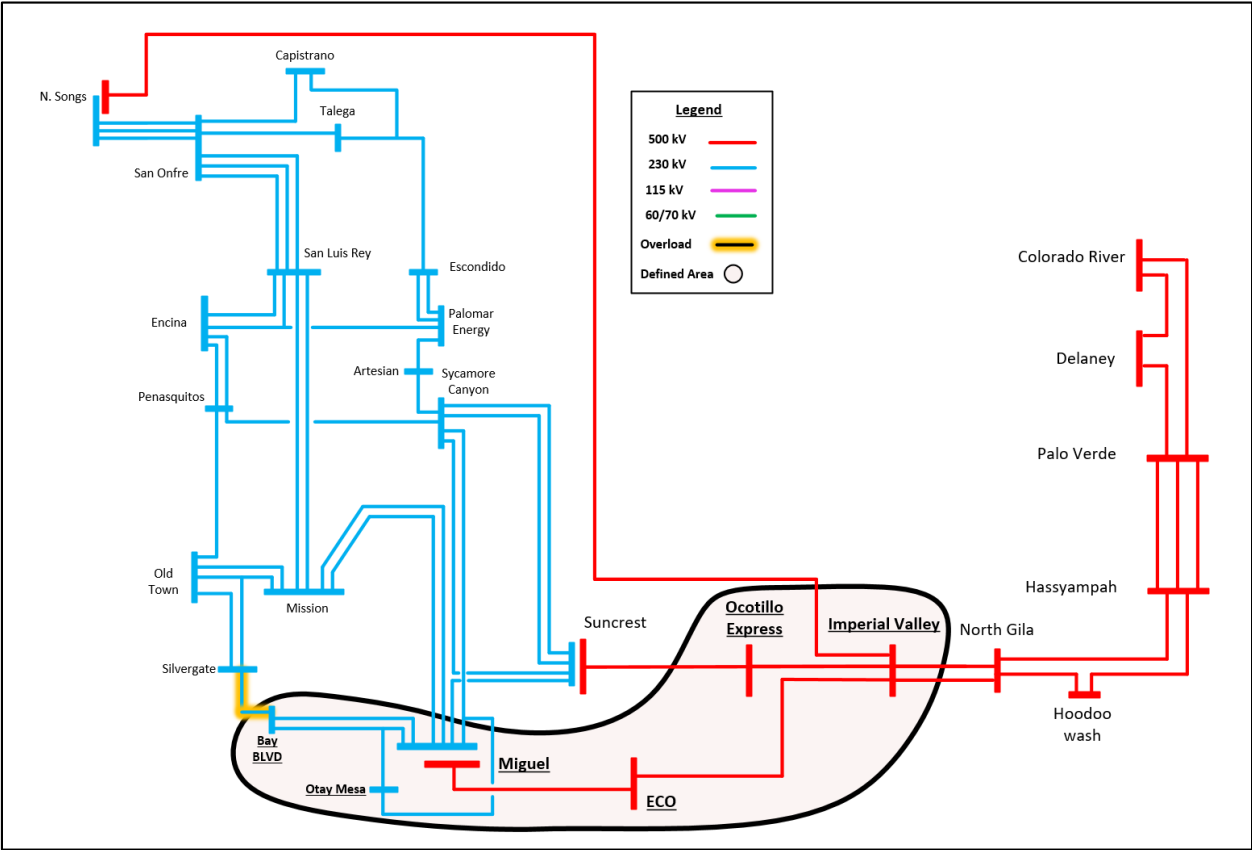 Capistrano
N. Songs
Talega
San Onfre
San Luis Rey
Escondido
Encina
Palomar
Energy
Artesian
Sycamore
Canyon
Penasquitos
Old
Town
Mission
Silvergate
Bay
BLVD
Otay Mesa
Miguel
ECO
Suncrest
Ocotillo
Express
Imperial Valley
North Gila
Hoodoo
wash
Hassyampah
Palo Verde
Delaney
Colorado River
Legend
500 kV
230 kV
115 kV
60/70 kV
Overload
Defined Area